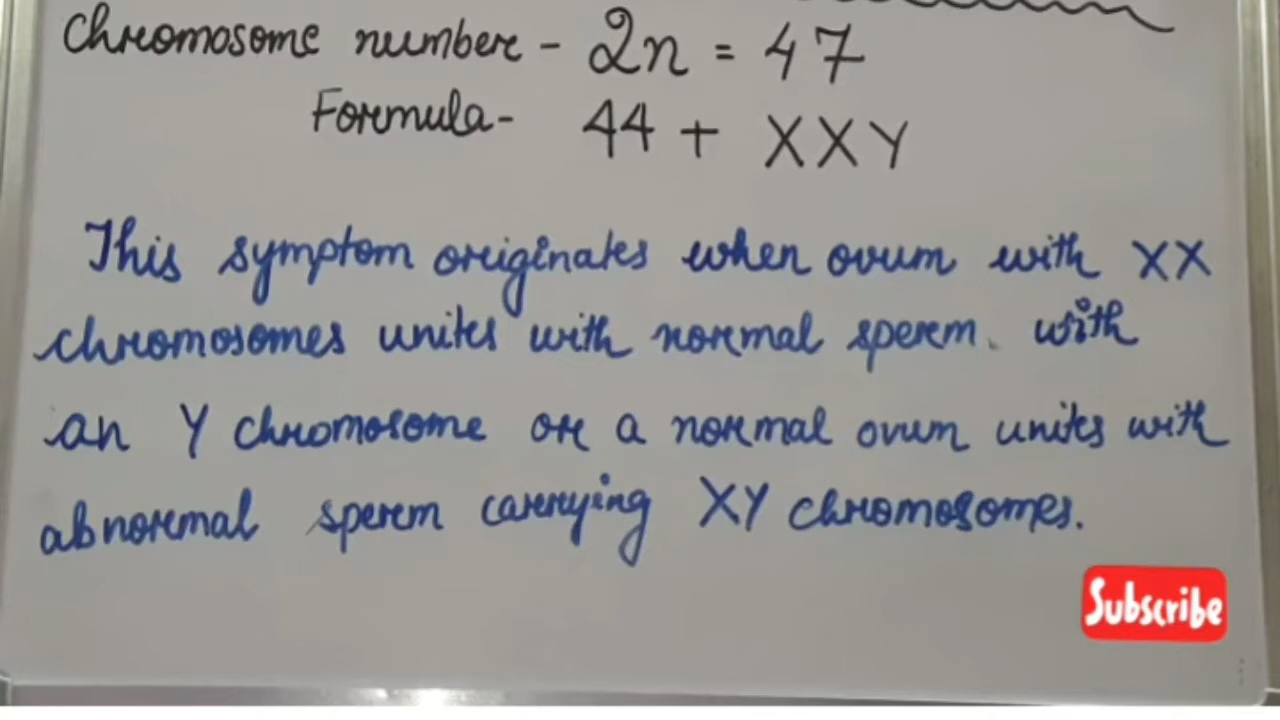 Chromosome number - 2n = 47
Formula - 44 + XXY
This symptom originates when ovum with XX
chromosomes unites with normal sperm. with
an Y chromosome or a normal ovum unites with
abnormal sperm carrying XY chromosomes.
Subscribe